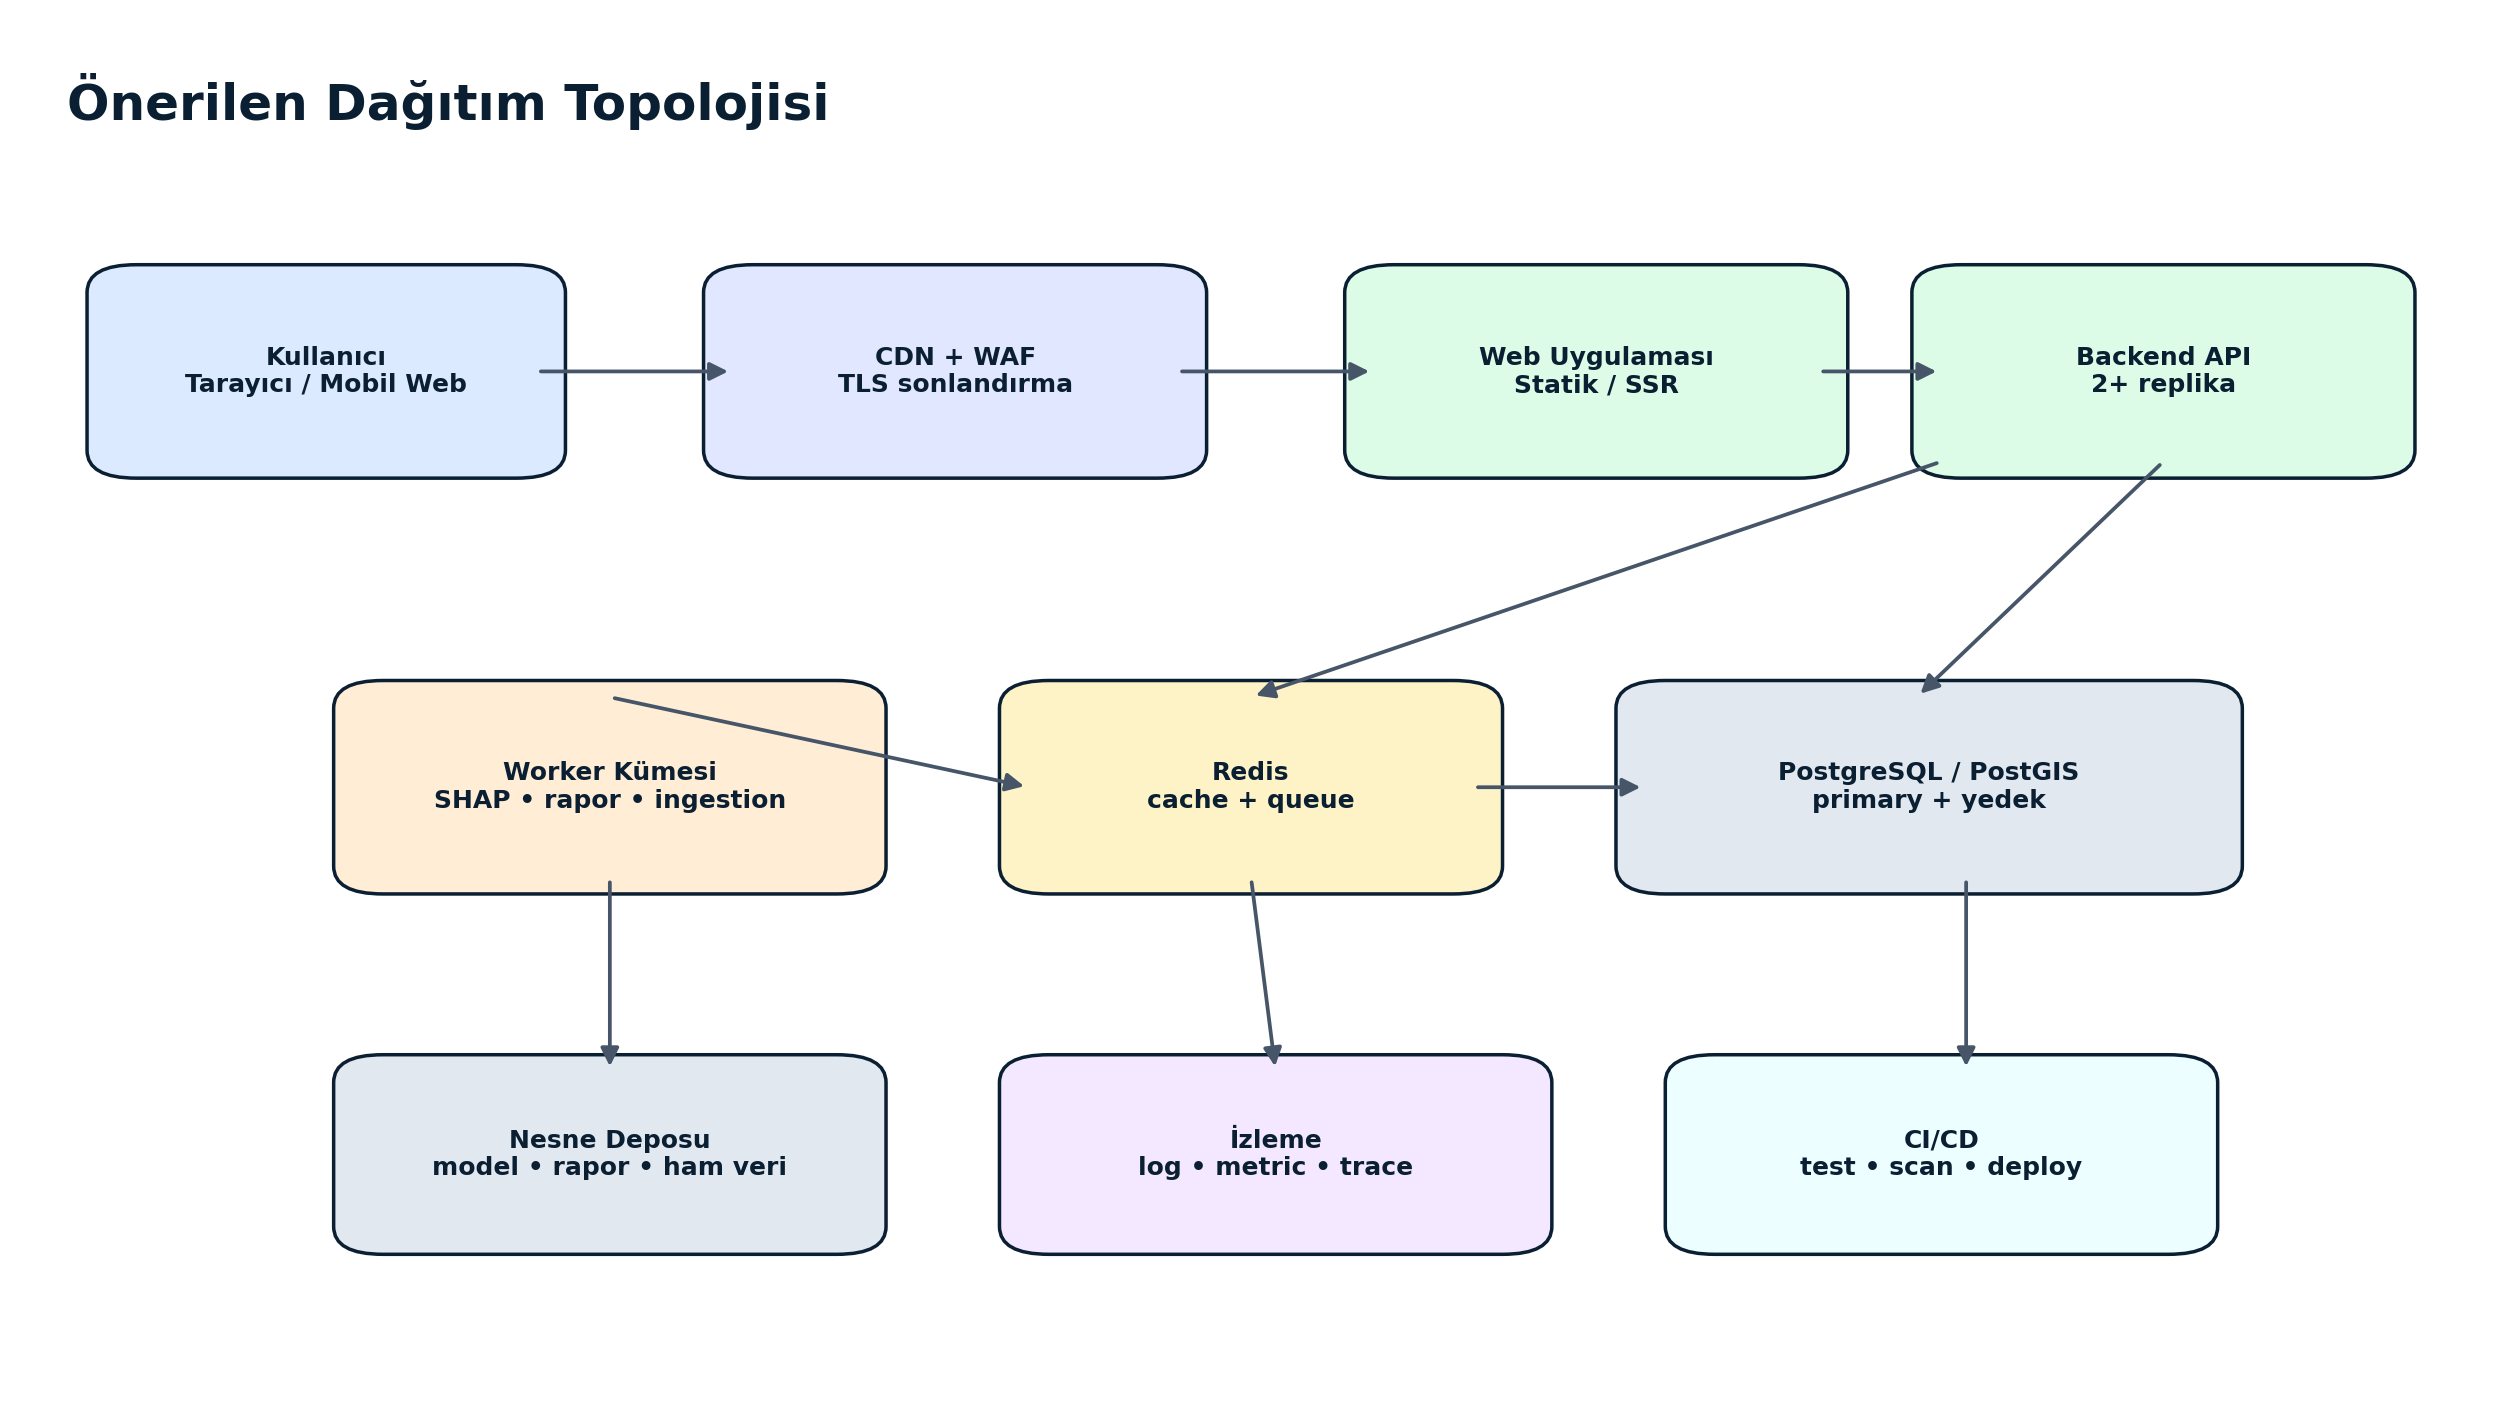 Önerilen Dağıtım Topolojisi
Kullanıcı
Tarayıcı / Mobil Web
CDN + WAF
TLS sonlandırma
Web Uygulaması
Statik / SSR
Backend API
2+ replika
Worker Kümesi
SHAP • rapor • ingestion
Redis
cache + queue
PostgreSQL / PostGIS
primary + yedek
Nesne Deposu
model • rapor • ham veri
İzleme
log • metric • trace
CI/CD
test • scan • deploy